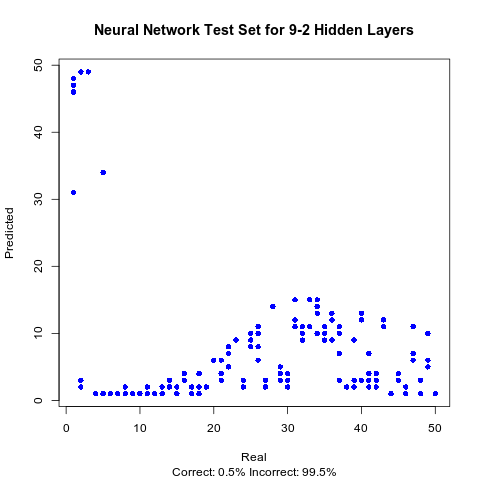 Neural Network Test Set for 9-2 Hidden Layers
Predicted
50
40
30
20
10
0
0 10 20 30 40 50
Real
Correct: 0.5% Incorrect: 99.5%